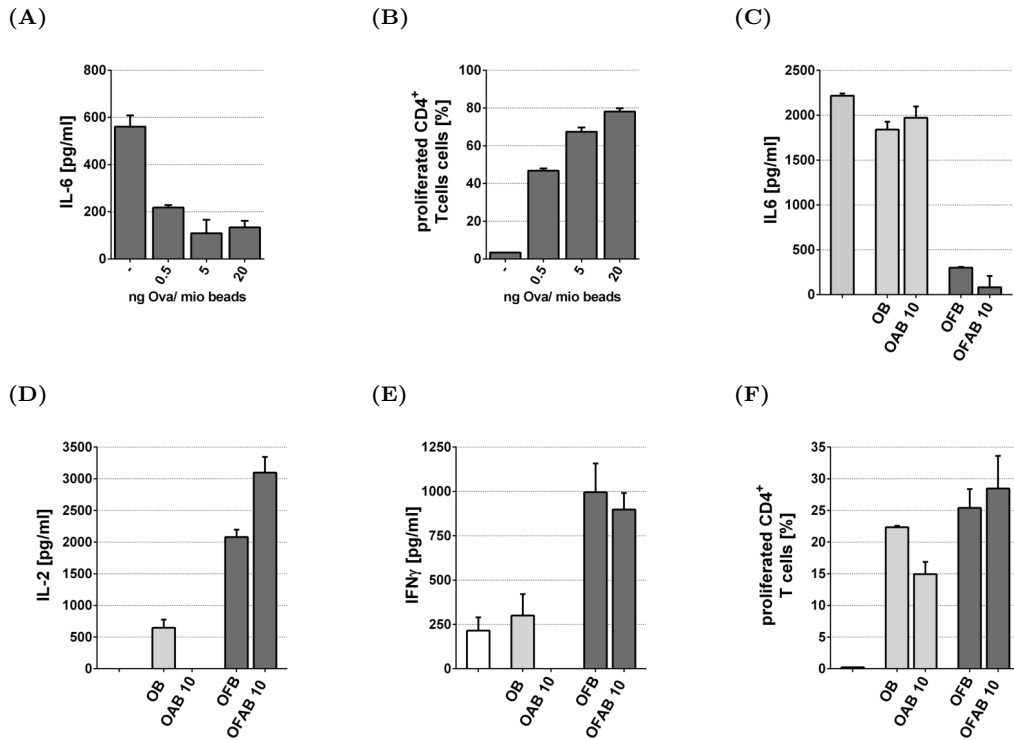 (A)
IL-6 [pg/ml]
800
600
400
200
0
-
0.5
5
20
ng Ova/ mio beads
(B)
proliferated CD4+
Tcells cells [%]
100
80
60
40
20
0
-
0.5
5
20
ng Ova/ mio beads
(C)
IL6 [pg/ml]
2500
2000
1500
1000
500
0
OB
OAB 10
OFB
OFAB 10
(D)
IL-2 [pg/ml]
3500
3000
2500
2000
1500
1000
500
0
OB
OAB 10
OFB
OFAB 10
(E)
IFNγ [pg/ml]
1250
1000
750
500
250
0
OB
OAB 10
OFB
OFAB 10
(F)
proliferated CD4+
T cells [%]
35
30
25
20
15
10
5
0
OB
OAB 10
OFB
OFAB 10